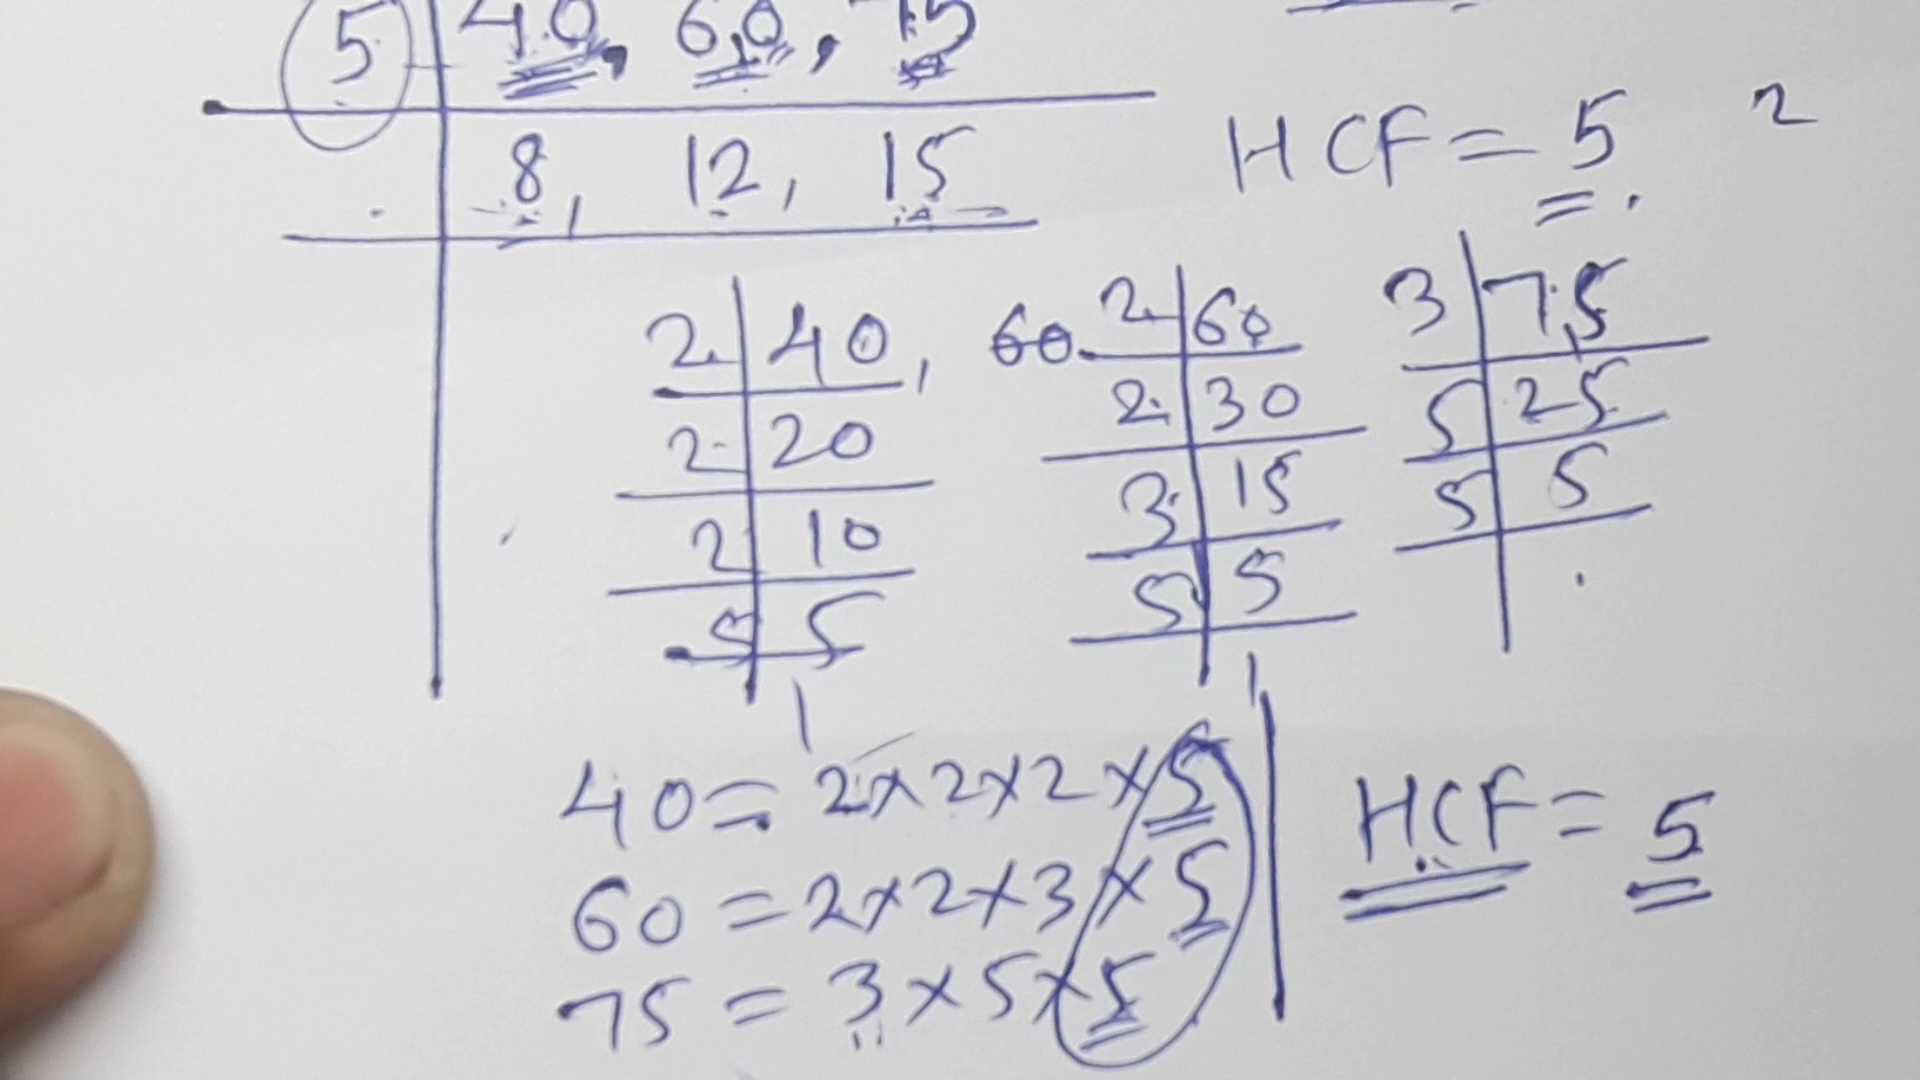 5 | 40, 60, 75
8, 12, 15
HCF = 5 2
2 | 40, 60 2 | 60 3 | 75
2 | 20 2 | 30 5 | 25
2 | 10 3 | 15 5 | 5
5 | 5 5 | 5
1 1
40 = 2×2×2×5
60 = 2×2×3×5
75 = 3×5×5
HCF = 5